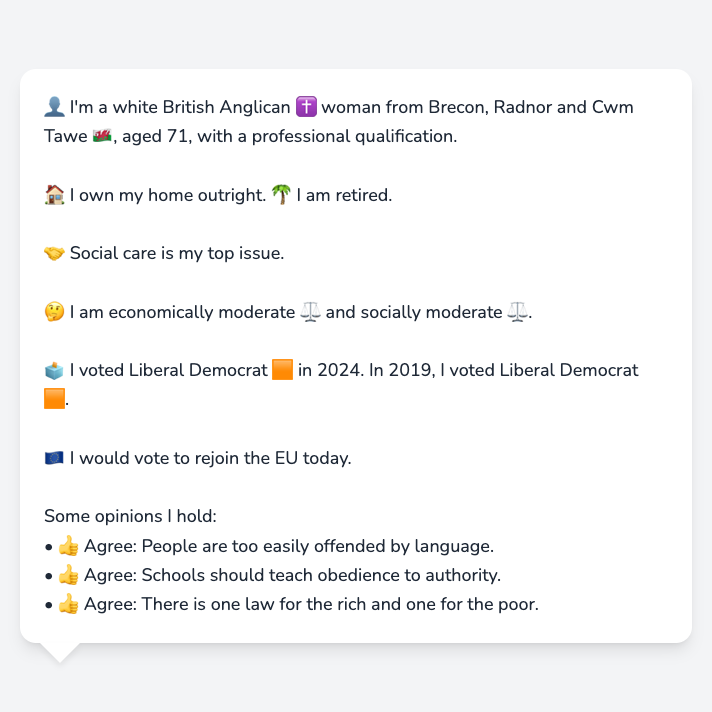 👤 I'm a white British Anglican ✝️ woman from Brecon, Radnor and Cwm
Tawe 🏴󠁧󠁢󠁷󠁬󠁳󠁿, aged 71, with a professional qualification.
🏠 I own my home outright. 🌴 I am retired.
🤝 Social care is my top issue.
🤔 I am economically moderate ⚖️ and socially moderate ⚖️.
🗳️ I voted Liberal Democrat 🟧 in 2024. In 2019, I voted Liberal Democrat
🟧.
🇪🇺 I would vote to rejoin the EU today.
Some opinions I hold:
• 👍 Agree: People are too easily offended by language.
• 👍 Agree: Schools should teach obedience to authority.
• 👍 Agree: There is one law for the rich and one for the poor.